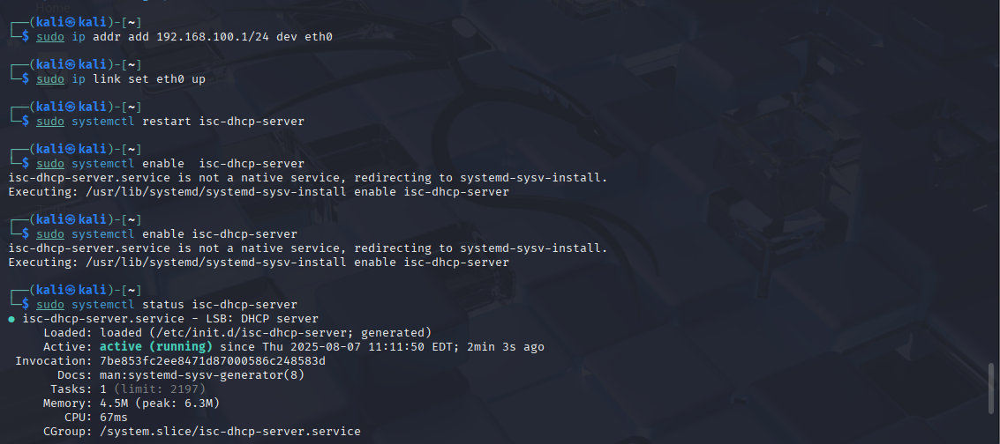 Home
┌──(kali㉿kali)-[~]
└─$ sudo ip addr add 192.168.100.1/24 dev eth0
┌──(kali㉿kali)-[~]
└─$ sudo ip link set eth0 up
┌──(kali㉿kali)-[~]
└─$ sudo systemctl restart isc-dhcp-server
┌──(kali㉿kali)-[~]
└─$ sudo systemctl enable  isc-dhcp-server
isc-dhcp-server.service is not a native service, redirecting to systemd-sysv-install.
Executing: /usr/lib/systemd/systemd-sysv-install enable isc-dhcp-server
┌──(kali㉿kali)-[~]
└─$ sudo systemctl enable isc-dhcp-server
isc-dhcp-server.service is not a native service, redirecting to systemd-sysv-install.
Executing: /usr/lib/systemd/systemd-sysv-install enable isc-dhcp-server
┌──(kali㉿kali)-[~]
└─$ sudo systemctl status isc-dhcp-server
● isc-dhcp-server.service - LSB: DHCP server
Loaded: loaded (/etc/init.d/isc-dhcp-server; generated)
Active: active (running) since Thu 2025-08-07 11:11:50 EDT; 2min 3s ago
Invocation: 7be853fc2ee8471d87000586c248583d
Docs: man:systemd-sysv-generator(8)
Tasks: 1 (limit: 2197)
Memory: 4.5M (peak: 6.3M)
CPU: 67ms
CGroup: /system.slice/isc-dhcp-server.service